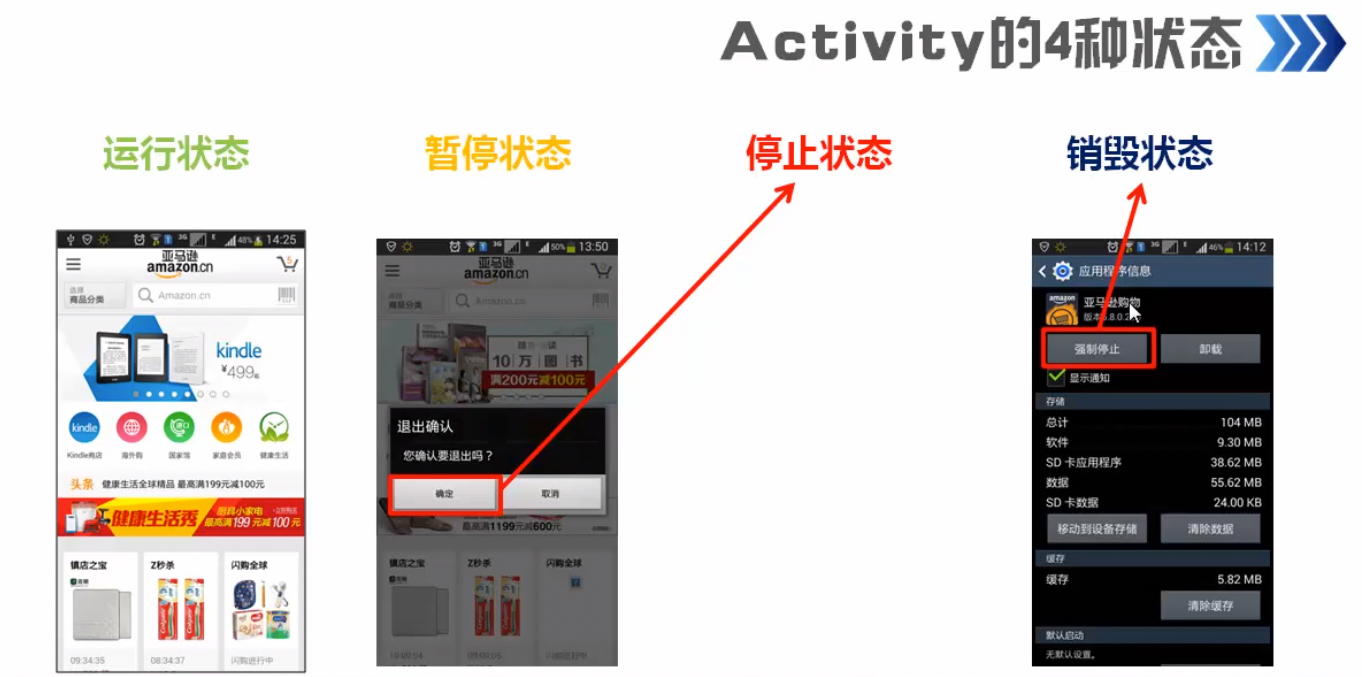 Activity的4种状态
运行状态
暂停状态
停止状态
销毁状态
3G
E
48%
14:25
亚马逊
amazon.cn
5
选择
商品分类
Amazon.cn
kindle
¥499起
kindle
Kindle商店
海外购
国家馆
家庭会员
健康生活
头条
健康生活全球精品 最高满199元减100元
健康生活秀
厨具小家电
最高满199元减100元
镇店之宝
Z秒杀
闪购全球
09:34:35
08:34:37
闪购进行中
3G
E
50%
13:50
亚马逊
amazon.cn
选择
商品分类
Amazon.cn
10万图书
满200元减100元
退出确认
您确认要退出吗？
确定
取消
最高满1199元减600元
镇店之宝
Z秒杀
闪购全球
闪购进行中
3G
E
46%
14:12
应用程序信息
amazon
亚马逊购物
强制停止
卸载
显示通知
存储
总计
104 MB
软件
9.30 MB
SD 卡应用程序
38.62 MB
数据
55.62 MB
SD 卡数据
24.00 KB
移动到设备存储
清除数据
缓存
缓存
5.82 MB
清除缓存
默认启动
无默认设置。